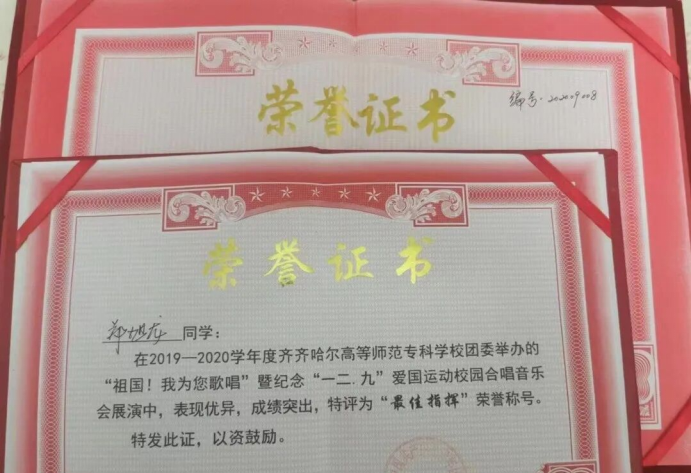 荣誉证书
编号:202009008
荣誉证书
同学:
在2019—2020学年度齐齐哈尔高等师范专科学校团委举办的
“祖国!我为您歌唱”暨纪念“一二.九”爱国运动校园合唱音乐
会展演中,表现优异,成绩突出,特评为“最佳指挥”荣誉称号。
特发此证,以资鼓励。